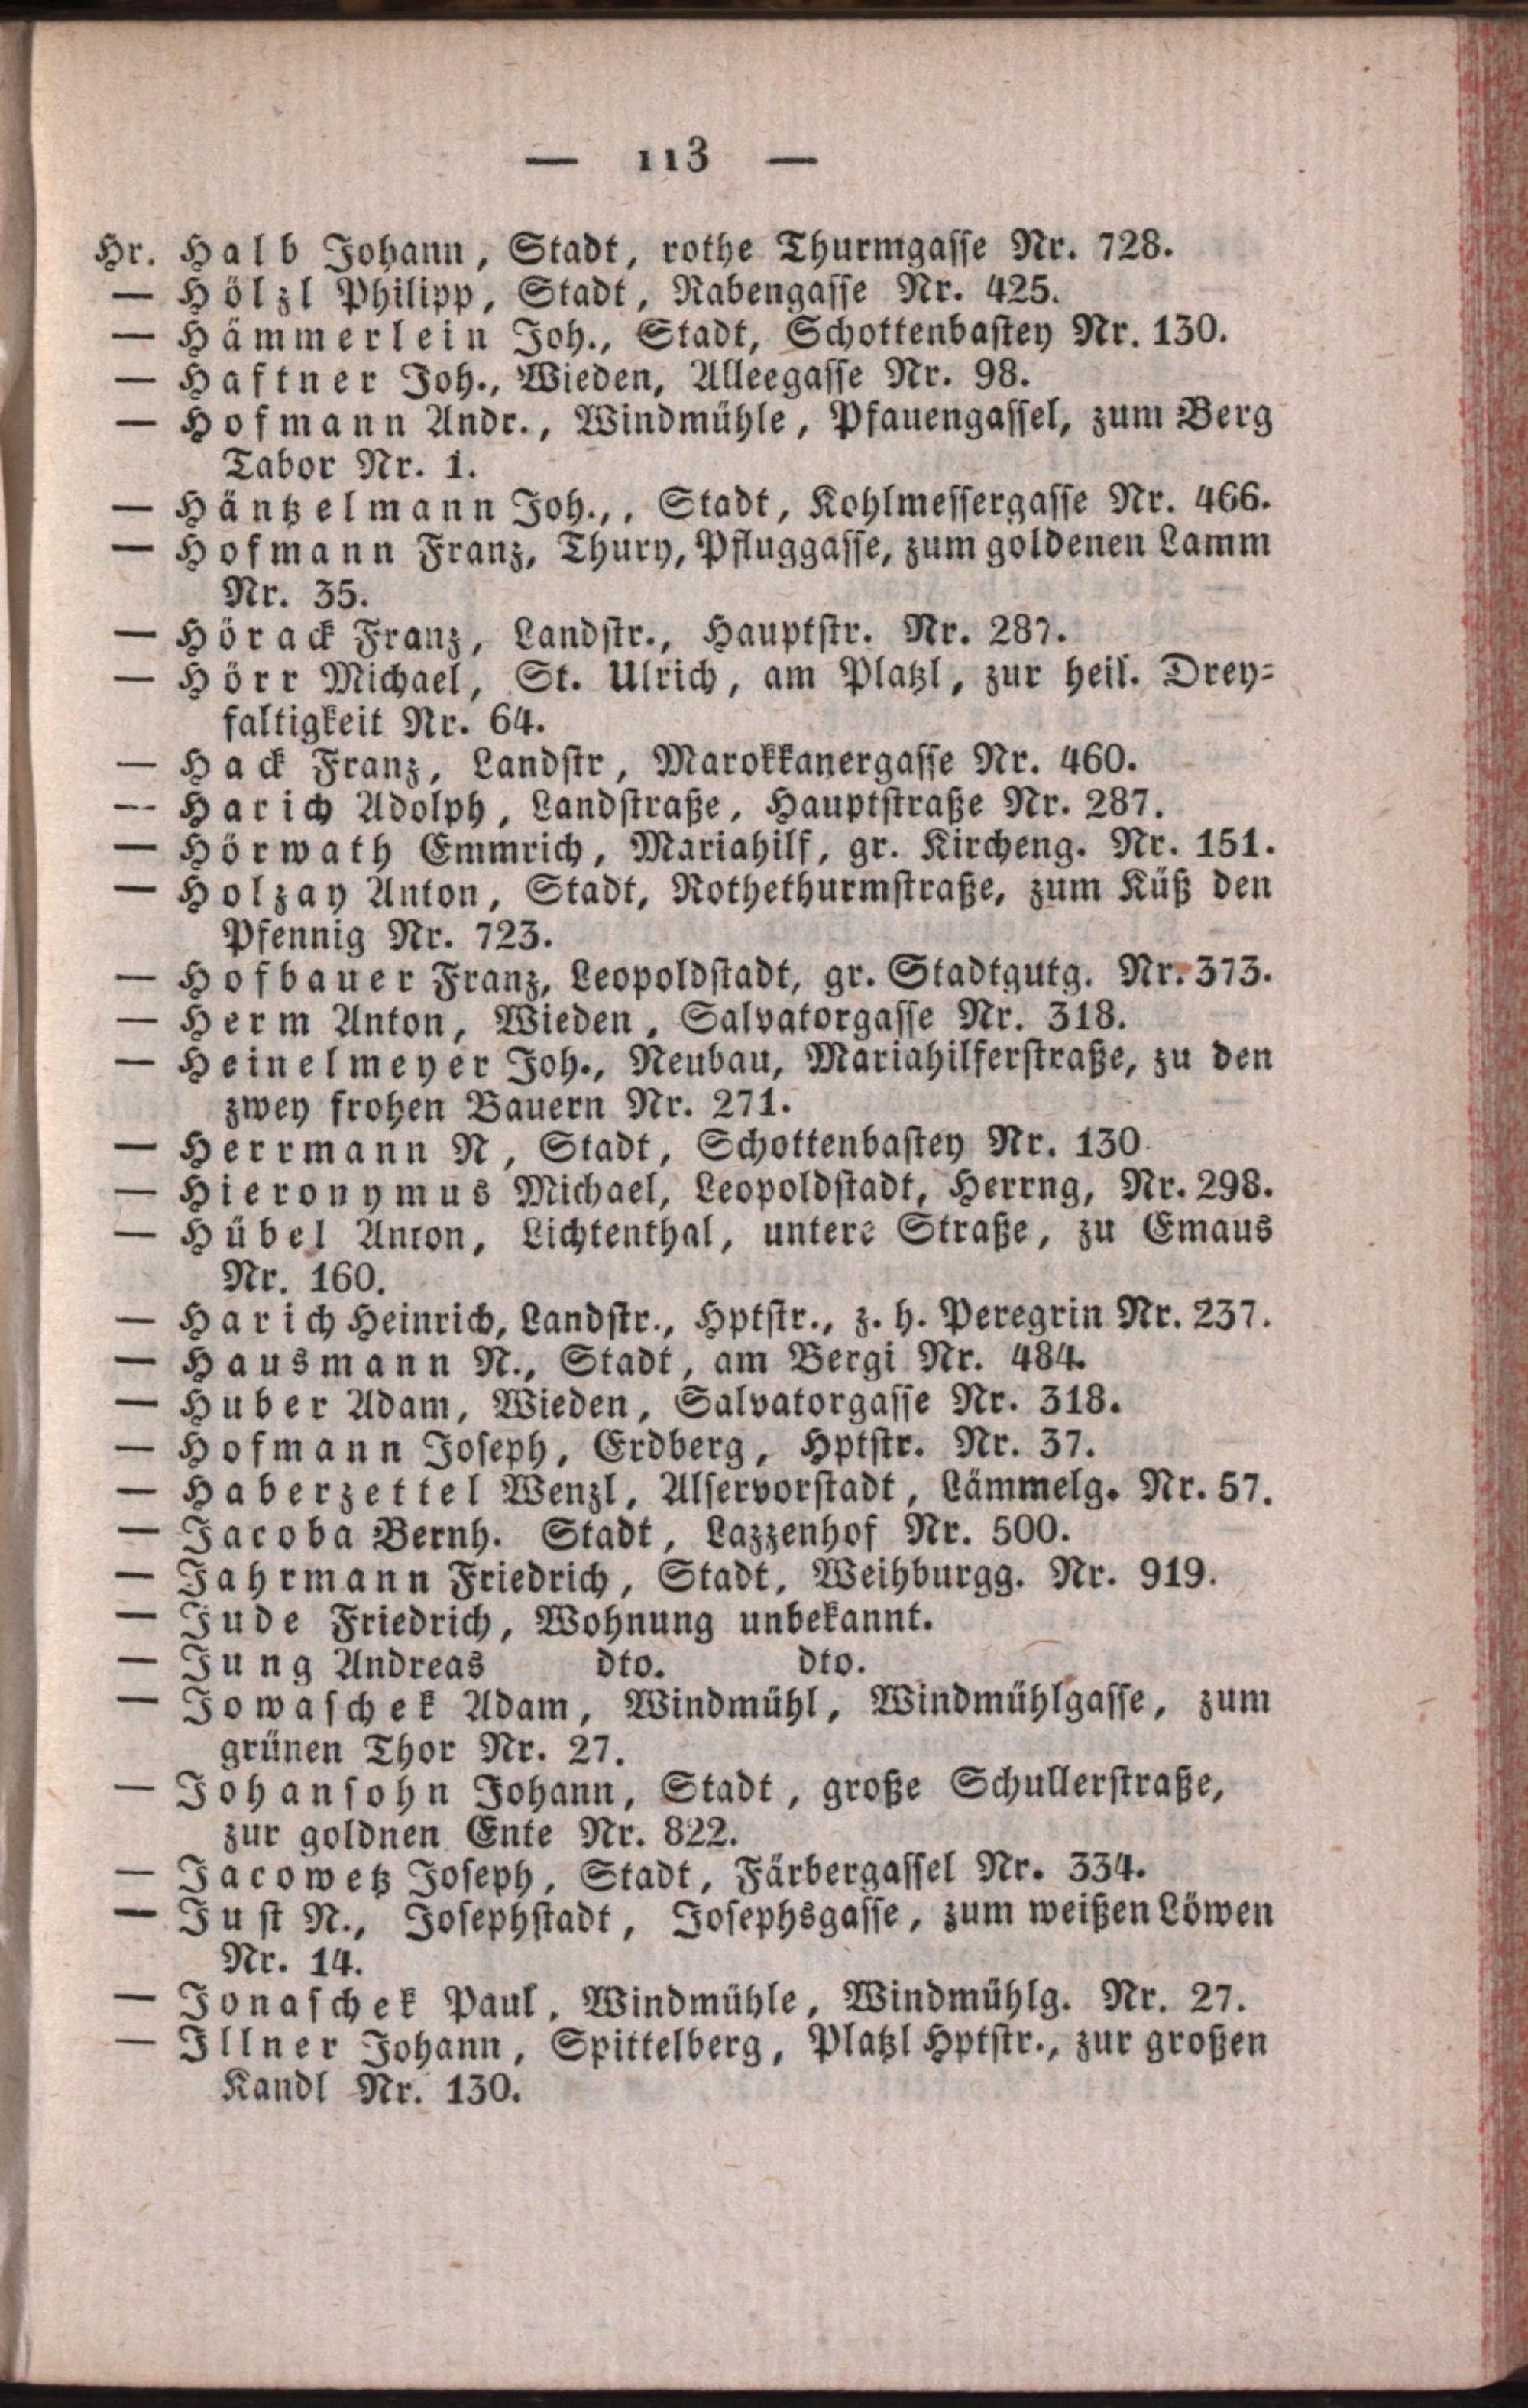 — 113 —
Hr. Halb Johann, Stadt, rothe Thurmgasse Nr. 728.
— Hölzl Philipp, Stadt, Rabengasse Nr. 425.
— Hämmerlein Joh., Stadt, Schottenbastey Nr. 130.
— Haftner Joh., Wieden, Alleegasse Nr. 98.
— Hofmann Andr., Windmühle, Pfauengassel, zum Berg
Tabor Nr. 1.
— Häntzelmann Joh.,, Stadt, Kohlmessergasse Nr. 466.
— Hofmann Franz, Thury, Pfluggasse, zum goldenen Lamm
Nr. 35.
— Hörack Franz, Landstr., Hauptstr. Nr. 287.
— Hörr Michael, St. Ulrich, am Platzl, zur heil. Drey-
faltigkeit Nr. 64.
— Hack Franz, Landstr, Marokkanergasse Nr. 460.
— Harich Adolph, Landstraße, Hauptstraße Nr. 287.
— Hörwath Emmrich, Mariahilf, gr. Kircheng. Nr. 151.
— Holzay Anton, Stadt, Rothethurmstraße, zum Küß den
Pfennig Nr. 723.
— Hofbauer Franz, Leopoldstadt, gr. Stadtgutg. Nr. 373.
— Herm Anton, Wieden, Salvatorgasse Nr. 318.
— Heinelmeyer Joh., Neubau, Mariahilferstraße, zu den
zwey frohen Bauern Nr. 271.
— Herrmann N, Stadt, Schottenbastey Nr. 130
— Hieronymus Michael, Leopoldstadt, Herrng, Nr. 298.
— Hübel Anton, Lichtenthal, untere Straße, zu Emaus
Nr. 160.
— Harich Heinrich, Landstr., Hptstr., z. h. Peregrin Nr. 237.
— Hausmann N., Stadt, am Bergi Nr. 484.
— Huber Adam, Wieden, Salvatorgasse Nr. 318.
— Hofmann Joseph, Erdberg, Hptstr. Nr. 37.
— Haberzettel Wenzl, Alservorstadt, Lämmelg. Nr. 57.
— Jacoba Bernh. Stadt, Lazzenhof Nr. 500.
— Jahrmann Friedrich, Stadt, Weihburgg. Nr. 919.
— Jude Friedrich, Wohnung unbekannt.
— Jung Andreas dto. dto.
— Jowaschek Adam, Windmühl, Windmühlgasse, zum
grünen Thor Nr. 27.
— Johansohn Johann, Stadt, große Schullerstraße,
zur goldnen Ente Nr. 822.
— Jacowetz Joseph, Stadt, Färbergassel Nr. 334.
— Just N., Josephstadt, Josephsgasse, zum weißen Löwen
Nr. 14.
— Jonaschek Paul, Windmühle, Windmühlg. Nr. 27.
— Illner Johann, Spittelberg, Platzl Hptstr., zur großen
Kandl Nr. 130.